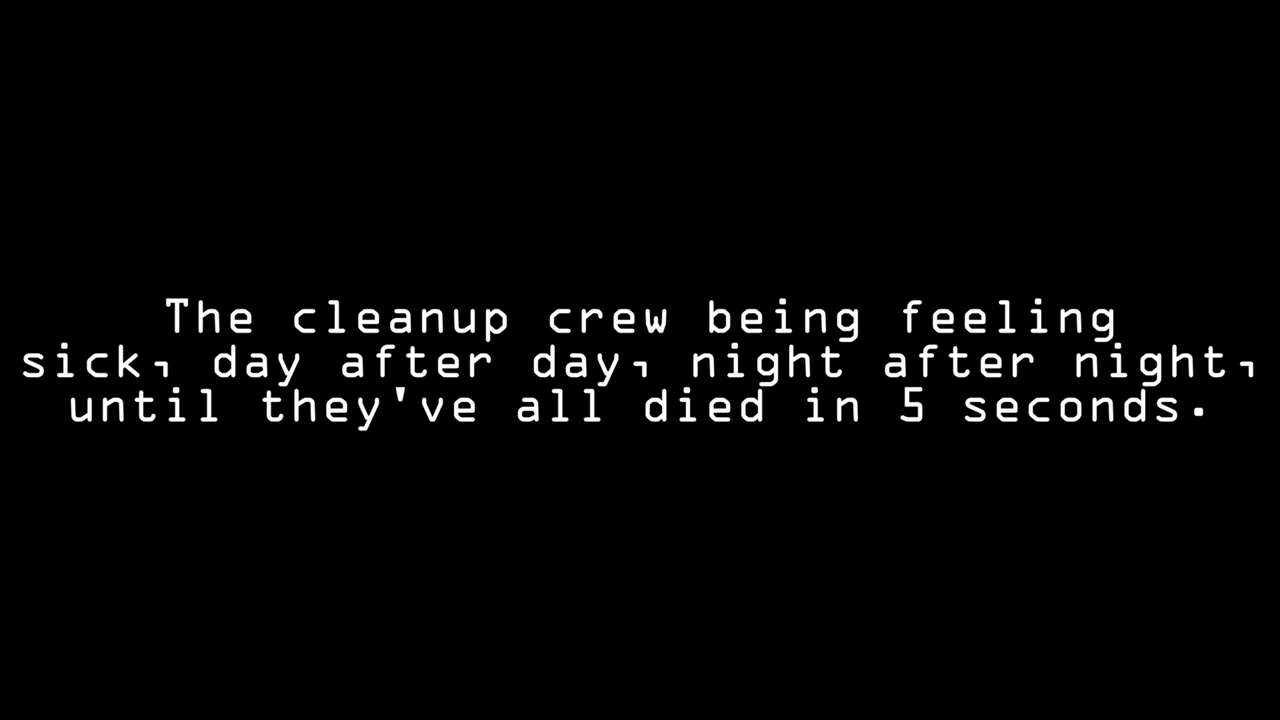 The cleanup crew being feeling
sick, day after day, night after night,
until they've all died in 5 seconds.